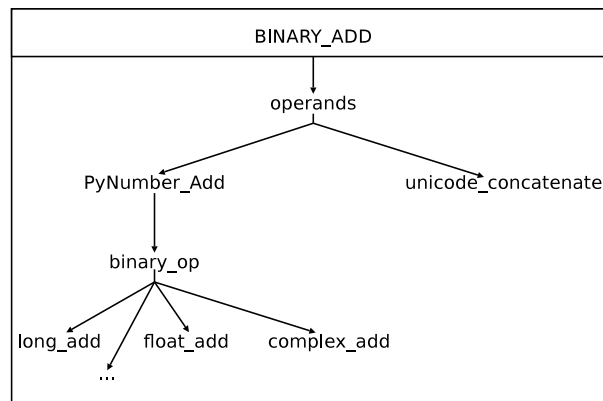 BINARY_ADD
operands
PyNumber_Add
unicode_concatenate
binary_op
long_add
float_add
complex_add
...